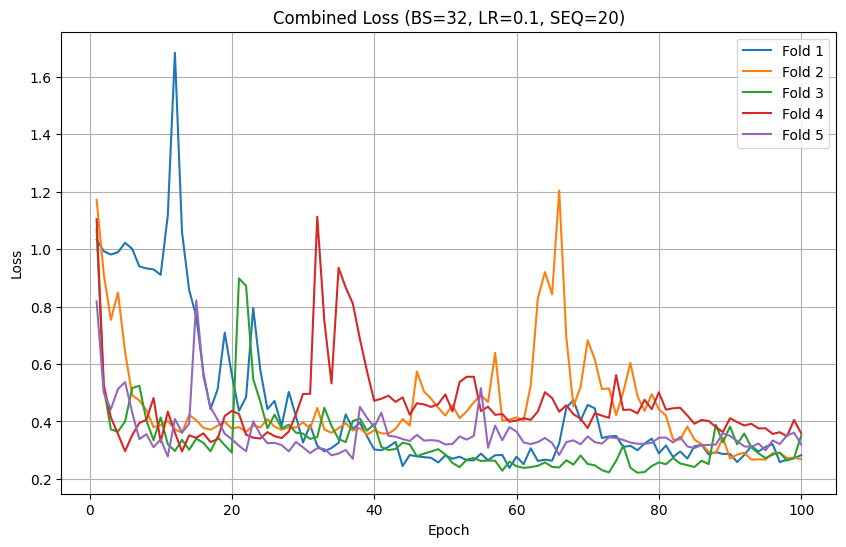 Combined Loss (BS=32, LR=0.1, SEQ=20)
Fold 1
Fold 2
Fold 3
Fold 4
Fold 5
1.6
1.4
1.2
1.0
0.8
0.6
0.4
0.2
Loss
0 20 40 60 80 100
Epoch